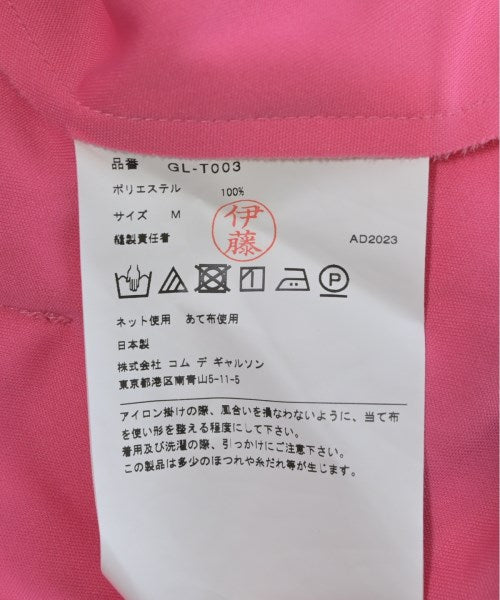 品番 GL-T003
ポリエステル 100%
サイズ M
縫製責任者 伊藤 AD2023
ネット使用 あて布使用
日本製
株式会社 コム デ ギャルソン
東京都港区南青山5-11-5
アイロン掛けの際、風合いを損なわないように、当て布
を使い形を整える程度にして下さい。
着用及び洗濯の際、引っかけにご注意下さい。
この製品は多少のほつれや糸だれ等が生じます。